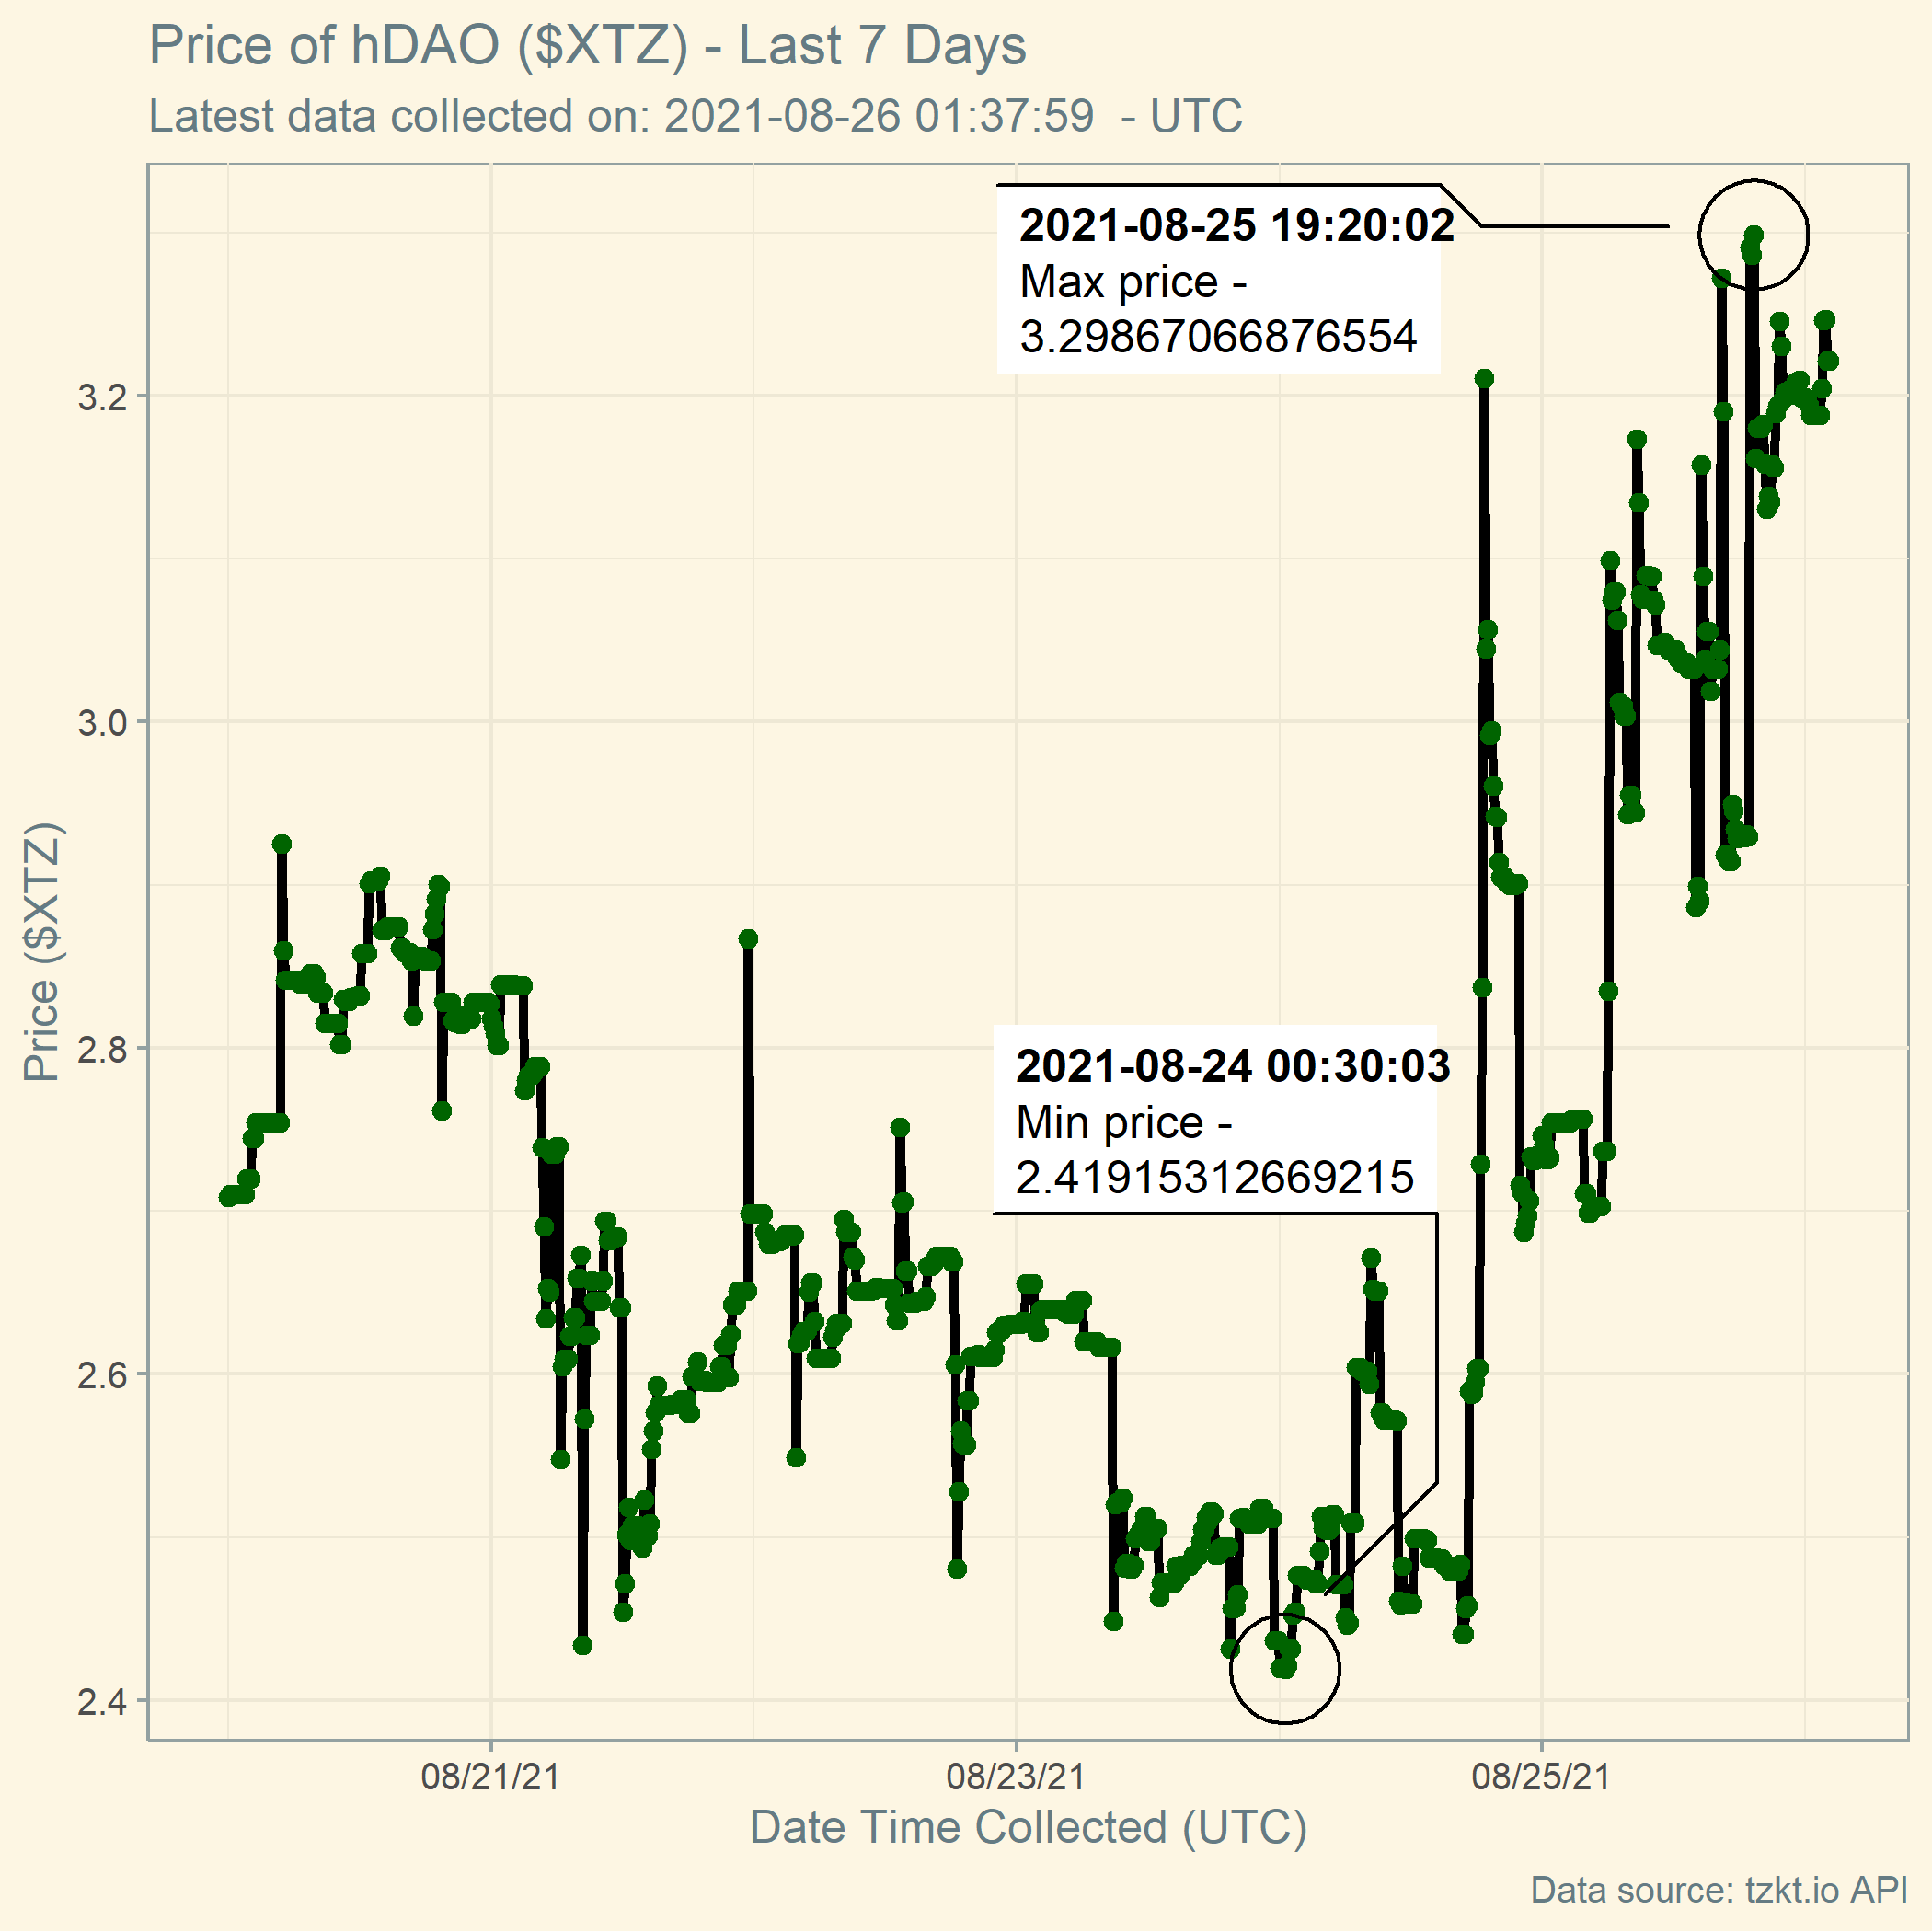 Price of hDAO ($XTZ) - Last 7 Days
Latest data collected on: 2021-08-26 01:37:59  - UTC
2021-08-25 19:20:02
Max price -
3.29867066876554
3.2
3.0
2.8
2.6
2.4
Price ($XTZ)
2021-08-24 00:30:03
Min price -
2.41915312669215
08/21/21
08/23/21
08/25/21
Date Time Collected (UTC)
Data source: tzkt.io API